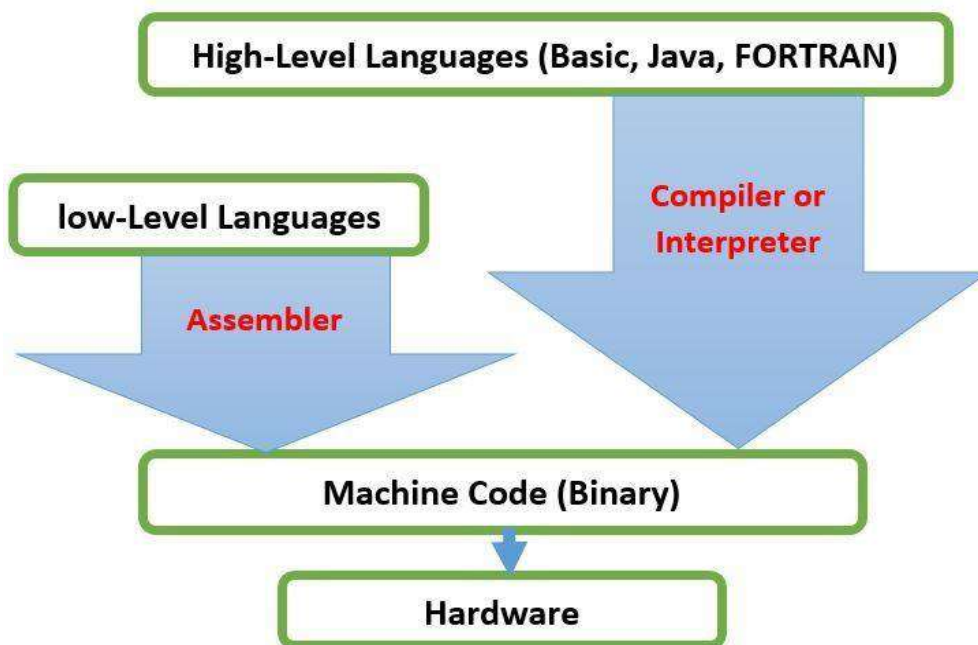 High-Level Languages (Basic, Java, FORTRAN)
low-Level Languages
Compiler or
Interpreter
Assembler
Machine Code (Binary)
Hardware